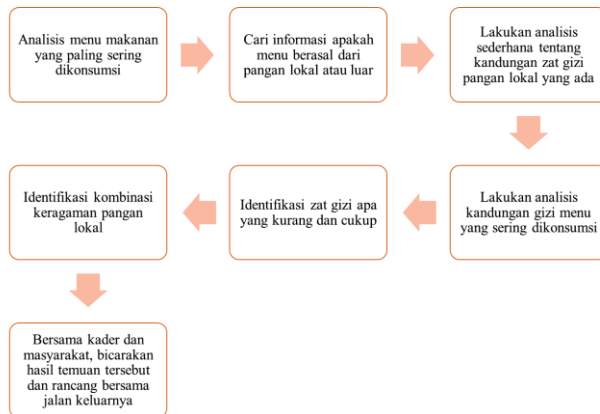 Analisis menu makanan
yang paling sering
dikonsumsi
Cari informasi apakah
menu berasal dari
pangan lokal atau luar
Lakukan analisis
sederhana tentang
kandungan zat gizi
pangan lokal yang ada
Lakukan analisis
kandungan gizi menu
yang sering dikonsumsi
Identifikasi zat gizi apa
yang kurang dan cukup
Identifikasi kombinasi
keragaman pangan
lokal
Bersama kader dan
masyarakat, bicarakan
hasil temuan tersebut
dan rancang bersama
jalan keluarnya